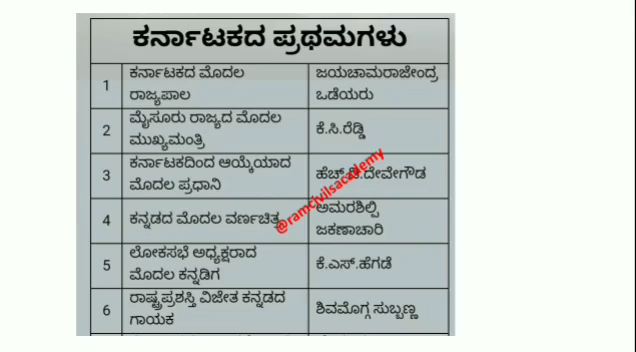 ಕರ್ನಾಟಕದ ಪ್ರಥಮಗಳು
1
ಕರ್ನಾಟಕದ ಮೊದಲ
ರಾಜ್ಯಪಾಲ
ಜಯಚಾಮರಾಜೇಂದ್ರ
ಒಡೆಯರು
2
ಮೈಸೂರು ರಾಜ್ಯದ ಮೊದಲ
ಮುಖ್ಯಮಂತ್ರಿ
ಕೆ.ಸಿ.ರೆಡ್ಡಿ
3
ಕರ್ನಾಟಕದಿಂದ ಆಯ್ಕೆಯಾದ
ಮೊದಲ ಪ್ರಧಾನಿ
ಹೆಚ್.ಡಿ.ದೇವೇಗೌಡ
4
ಕನ್ನಡದ ಮೊದಲ ವರ್ಣಚಿತ್ರ
ಅಮರಶಿಲ್ಪಿ
ಜಕಣಾಚಾರಿ
5
ಲೋಕಸಭೆ ಅಧ್ಯಕ್ಷರಾದ
ಮೊದಲ ಕನ್ನಡಿಗ
ಕೆ.ಎಸ್.ಹೆಗಡೆ
6
ರಾಷ್ಟ್ರಪ್ರಶಸ್ತಿ ವಿಜೇತ ಕನ್ನಡದ
ಗಾಯಕ
ಶಿವಮೊಗ್ಗ ಸುಬ್ಬಣ್ಣ
@ramcivilsacademy